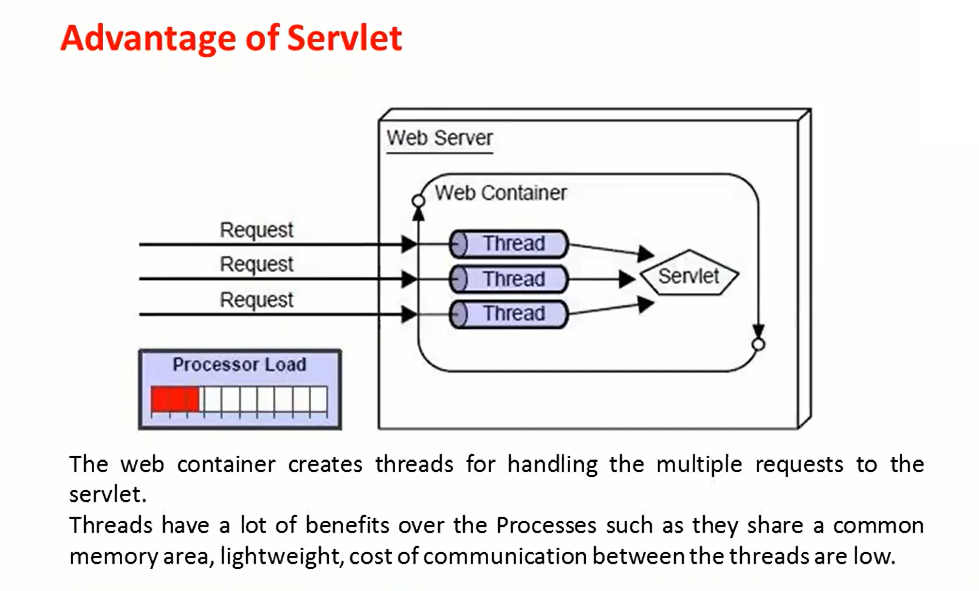 Advantage of Servlet
Web Server
Web Container
Request
Thread
Request
Thread
Servlet
Request
Thread
Processor Load
The web container creates threads for handling the multiple requests to the
servlet.
Threads have a lot of benefits over the Processes such as they share a common
memory area, lightweight, cost of communication between the threads are low.